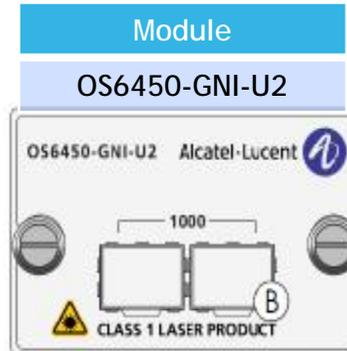 Module
OS6450-GNI-U2
OS6450-GNI-U2 Alcatel·Lucent
1000
B
CLASS 1 LASER PRODUCT